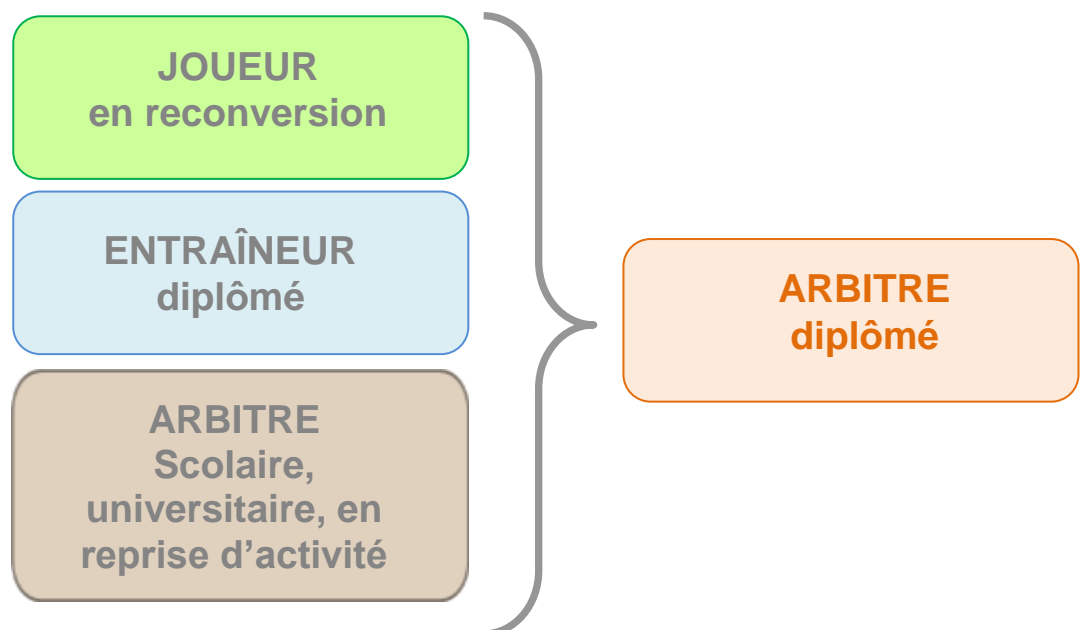 JOUEUR
en reconversion
ENTRAÎNEUR
diplômé
ARBITRE
Scolaire,
universitaire, en
reprise d’activité
ARBITRE
diplômé